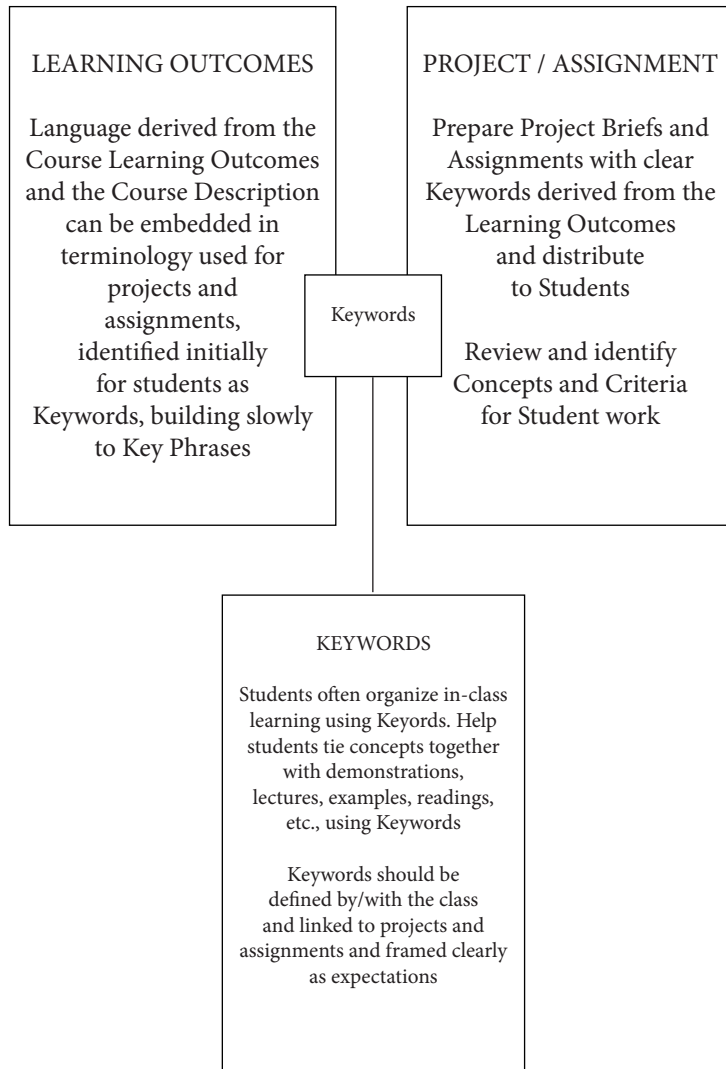 LEARNING OUTCOMES
Language derived from the
Course Learning Outcomes
and the Course Description
can be embedded in
terminology used for
projects and
assignments,
identified initially
for students as
Keywords, building slowly
to Key Phrases
PROJECT / ASSIGNMENT
Prepare Project Briefs and
Assignments with clear
Keywords derived from the
Learning Outcomes
and distribute
to Students
Review and identify
Concepts and Criteria
for Student work
Keywords
KEYWORDS
Students often organize in-class
learning using Keyords. Help
students tie concepts together
with demonstrations,
lectures, examples, readings,
etc., using Keywords
Keywords should be
defined by/with the class
and linked to projects and
assignments and framed clearly
as expectations